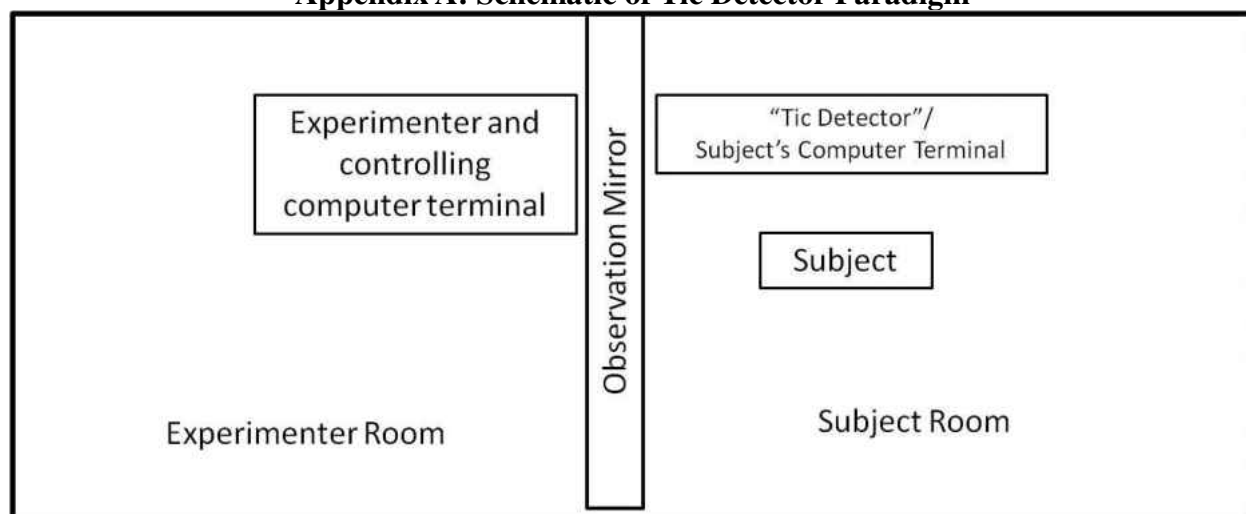 Appendix A: Schematic of Tic Detector Paradigm
Experimenter and
controlling
computer terminal
Observation Mirror
“Tic Detector”/
Subject’s Computer Terminal
Subject
Experimenter Room
Subject Room